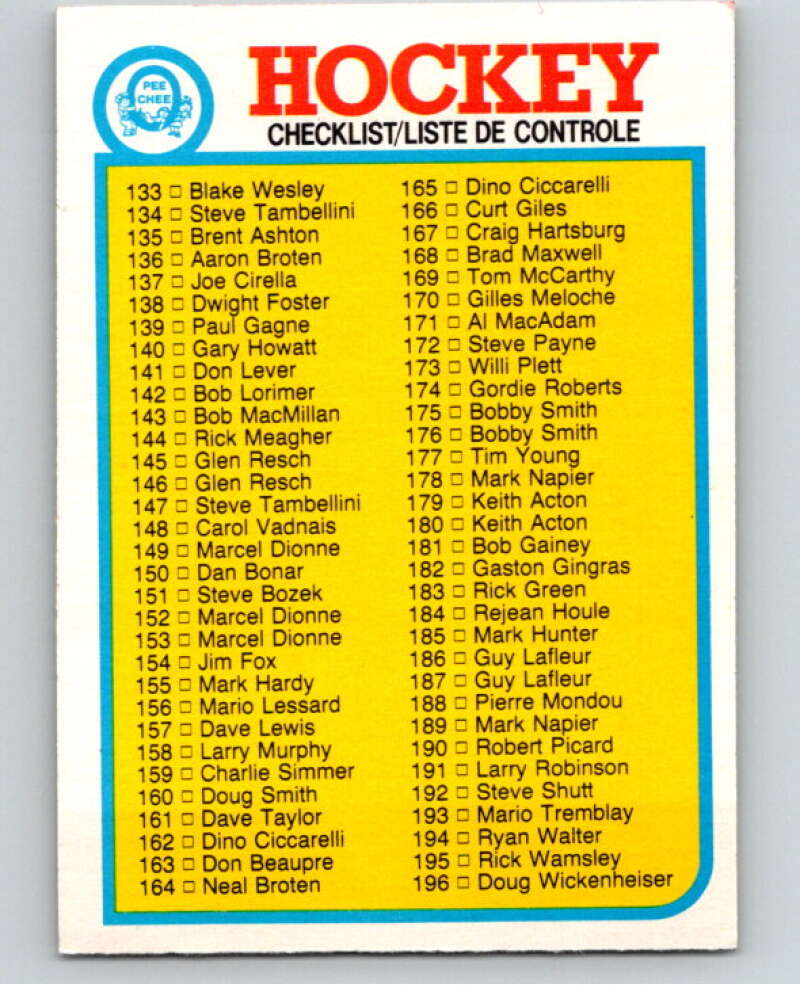 PEE
CHEE
HOCKEY
CHECKLIST/LISTE DE CONTROLE
133 □ Blake Wesley
134 □ Steve Tambellini
135 □ Brent Ashton
136 □ Aaron Broten
137 □ Joe Cirella
138 □ Dwight Foster
139 □ Paul Gagne
140 □ Gary Howatt
141 □ Don Lever
142 □ Bob Lorimer
143 □ Bob MacMillan
144 □ Rick Meagher
145 □ Glen Resch
146 □ Glen Resch
147 □ Steve Tambellini
148 □ Carol Vadnais
149 □ Marcel Dionne
150 □ Dan Bonar
151 □ Steve Bozek
152 □ Marcel Dionne
153 □ Marcel Dionne
154 □ Jim Fox
155 □ Mark Hardy
156 □ Mario Lessard
157 □ Dave Lewis
158 □ Larry Murphy
159 □ Charlie Simmer
160 □ Doug Smith
161 □ Dave Taylor
162 □ Dino Ciccarelli
163 □ Don Beaupre
164 □ Neal Broten
165 □ Dino Ciccarelli
166 □ Curt Giles
167 □ Craig Hartsburg
168 □ Brad Maxwell
169 □ Tom McCarthy
170 □ Gilles Meloche
171 □ Al MacAdam
172 □ Steve Payne
173 □ Willi Plett
174 □ Gordie Roberts
175 □ Bobby Smith
176 □ Bobby Smith
177 □ Tim Young
178 □ Mark Napier
179 □ Keith Acton
180 □ Keith Acton
181 □ Bob Gainey
182 □ Gaston Gingras
183 □ Rick Green
184 □ Rejean Houle
185 □ Mark Hunter
186 □ Guy Lafleur
187 □ Guy Lafleur
188 □ Pierre Mondou
189 □ Mark Napier
190 □ Robert Picard
191 □ Larry Robinson
192 □ Steve Shutt
193 □ Mario Tremblay
194 □ Ryan Walter
195 □ Rick Wamsley
196 □ Doug Wickenheiser